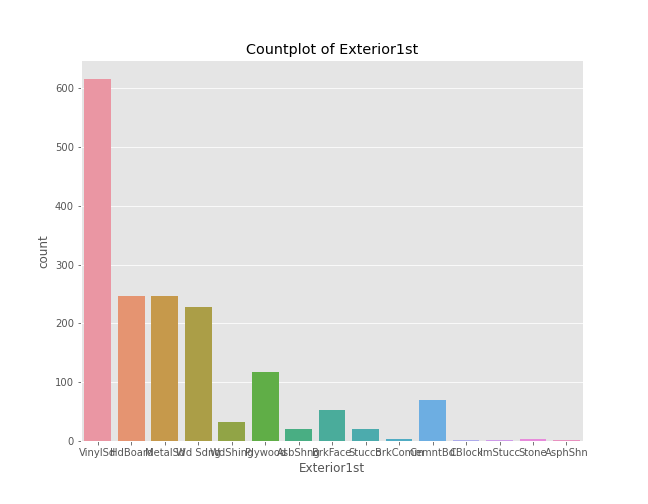 Countplot of Exterior1st
600
500
400
300
200
100
0
count
VinylSd HdBoard MetalSd Wd Sdng WdShing Plywood AsbShng BrkFace Stucco BrkComm CemntBd CBlock ImStucc Stone AsphShn
Exterior1st